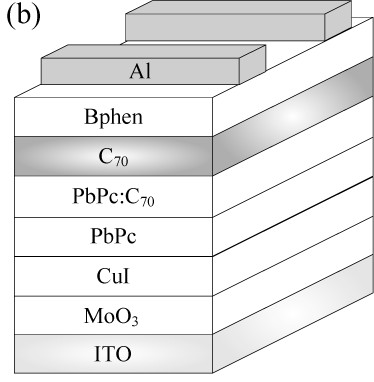 (b)
Al
Bphen
C₇₀
PbPc:C₇₀
PbPc
CuI
MoO₃
ITO